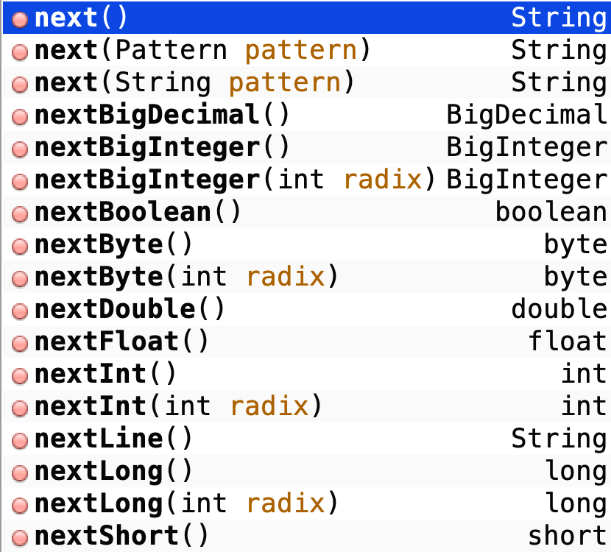 next() String
next(Pattern pattern) String
next(String pattern) String
nextBigDecimal() BigDecimal
nextBigInteger() BigInteger
nextBigInteger(int radix) BigInteger
nextBoolean() boolean
nextByte() byte
nextByte(int radix) byte
nextDouble() double
nextFloat() float
nextInt() int
nextInt(int radix) int
nextLine() String
nextLong() long
nextLong(int radix) long
nextShort() short